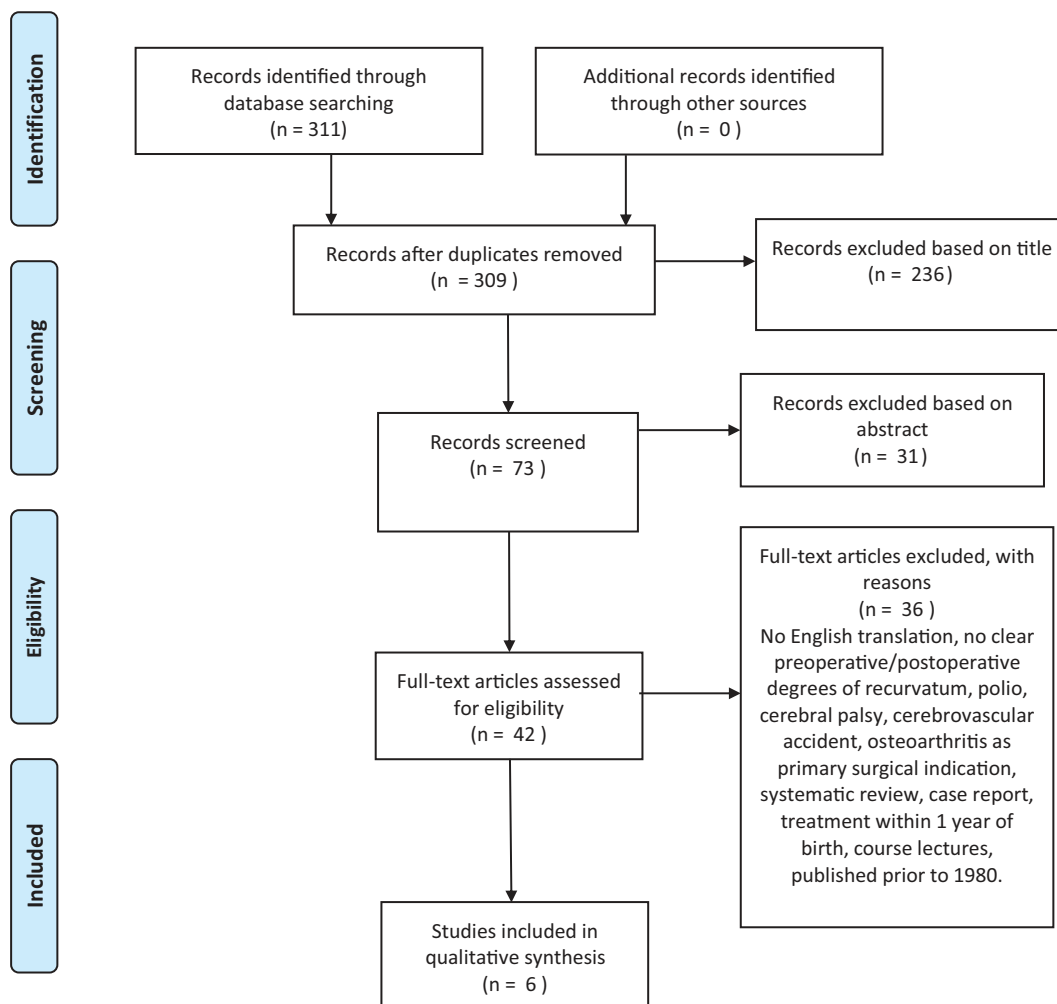 Identification
Records identified through
database searching
(n = 311)
Additional records identified
through other sources
(n = 0 )
Records after duplicates removed
(n = 309 )
Records excluded based on title
(n = 236)
Screening
Records screened
(n = 73 )
Records excluded based on
abstract
(n = 31)
Eligibility
Full-text articles assessed
for eligibility
(n = 42 )
Full-text articles excluded, with
reasons
(n = 36 )
No English translation, no clear
preoperative/postoperative
degrees of recurvatum, polio,
cerebral palsy, cerebrovascular
accident, osteoarthritis as
primary surgical indication,
systematic review, case report,
treatment within 1 year of
birth, course lectures,
published prior to 1980.
Included
Studies included in
qualitative synthesis
(n = 6 )